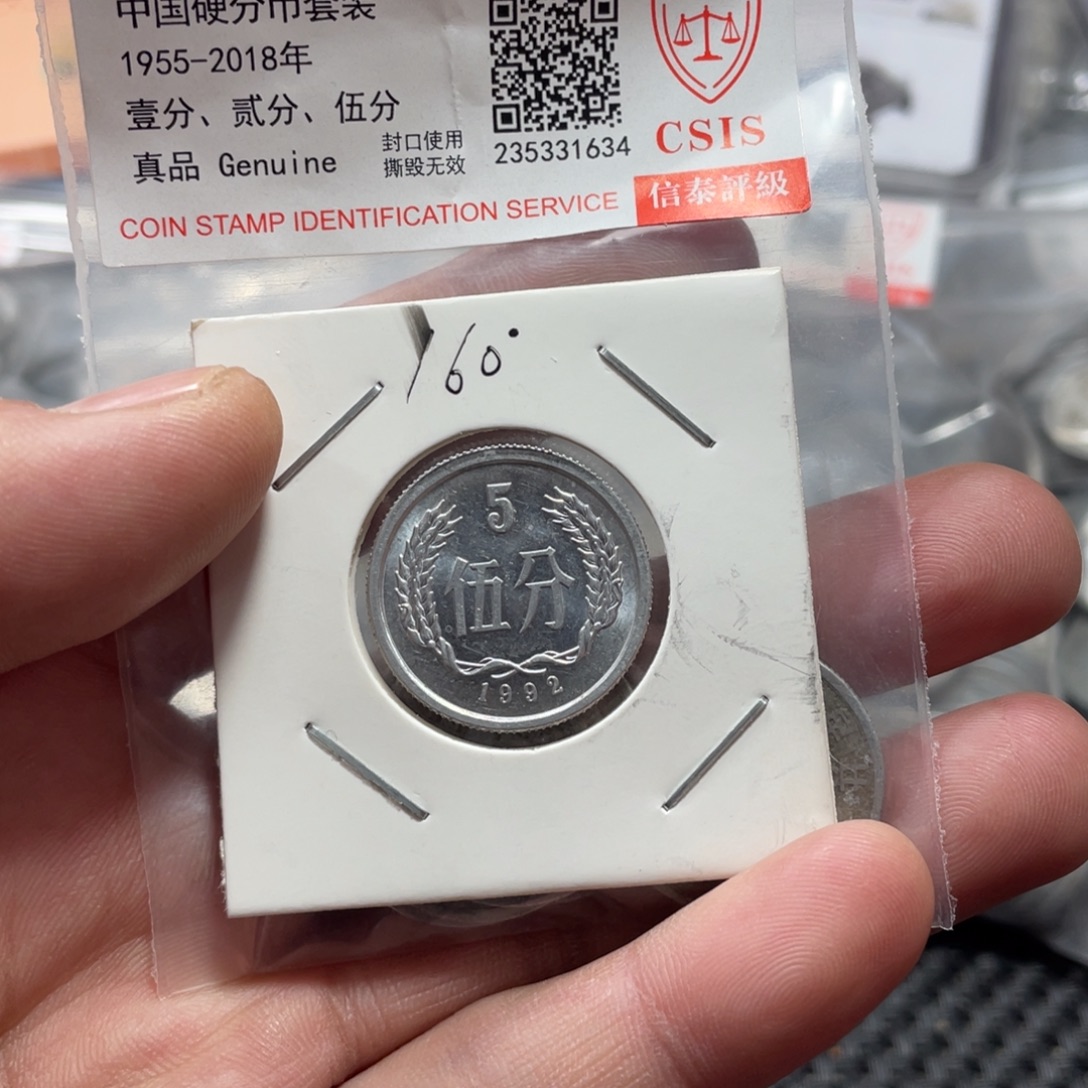 中国硬分币套装
1955-2018年
壹分、贰分、伍分
真品 Genuine
封口使用
撕毁无效
235331634
CSIS
COIN STAMP IDENTIFICATION SERVICE
信泰評級
160
5
伍分
1992